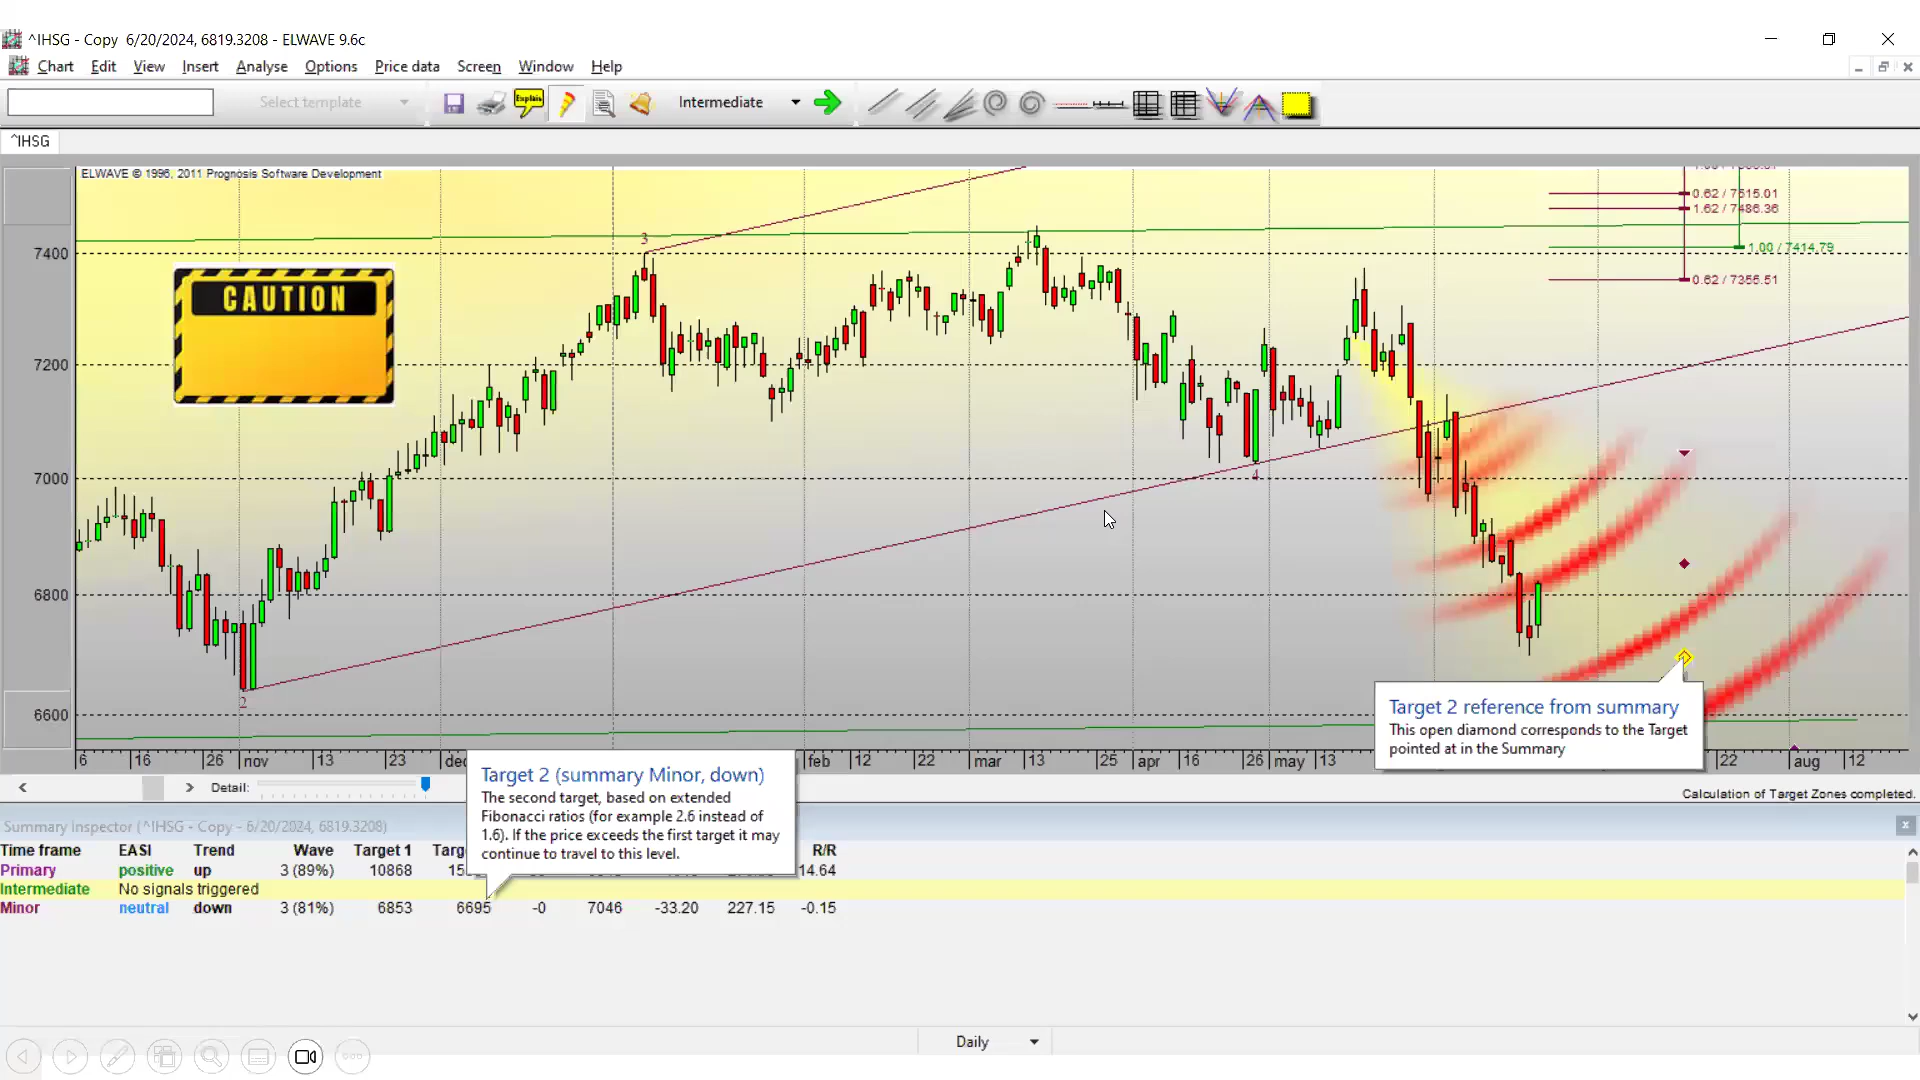 ^IHSG - Copy 6/20/2024, 6819.3208 - ELWAVE 9.6c
Chart Edit View Insert Analyse Options Price data Screen Window Help
Select template Explain Intermediate
^IHSG
ELWAVE © 1996, 2011 Prognosis Software Development
0.62 / 7515.01
1.62 / 7486.36
1.00 / 7414.79
0.62 / 7355.51
7400
7200
7000
6800
6600
CAUTION
3
2
4
6 16 26 nov 13 23 feb 12 22 mar 13 25 apr 16 26 may 13 22 aug 12
Target 2 reference from summary
This open diamond corresponds to the Target
pointed at in the Summary
Detail:
Calculation of Target Zones completed.
Target 2 (summary Minor, down)
The second target, based on extended
Fibonacci ratios (for example 2.6 instead of
1.6). If the price exceeds the first target it may
continue to travel to this level.
Summary Inspector (^IHSG - Copy - 6/20/2024, 6819.3208)
Time frame EASI Trend Wave Target 1 R/R
Primary positive up 3 (89%) 10868 14.64
Intermediate No signals triggered
Minor neutral down 3 (81%) 6853 6695 -0 7046 -33.20 227.15 -0.15
Daily